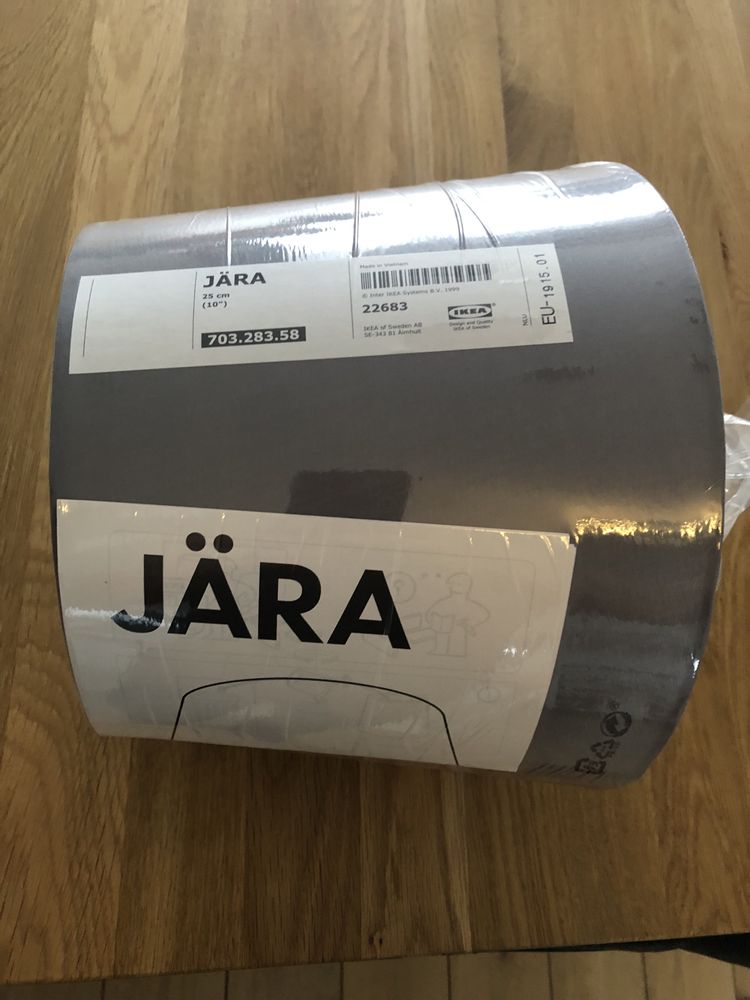 JÄRA
25 cm
(10")
703.283.58
Made in Vietnam
© Inter IKEA Systems B.V. 1999
22683
IKEA of Sweden AB
SE-343 81 Älmhult
IKEA
Design and Quality
IKEA of Sweden
NLU
EU-1915.01
JÄRA